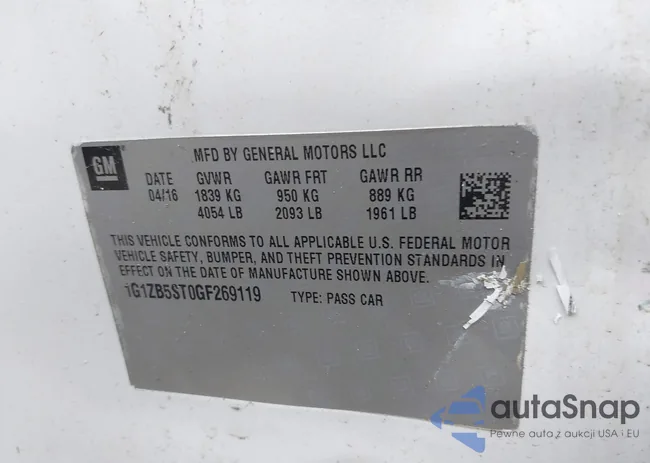 GM
MFD BY GENERAL MOTORS LLC
DATE GVWR GAWR FRT GAWR RR
04/16 1839 KG 950 KG 889 KG
4054 LB 2093 LB 1961 LB
THIS VEHICLE CONFORMS TO ALL APPLICABLE U.S. FEDERAL MOTOR
VEHICLE SAFETY, BUMPER, AND THEFT PREVENTION STANDARDS IN
EFFECT ON THE DATE OF MANUFACTURE SHOWN ABOVE.
1G1ZB5ST0GF269119 TYPE: PASS CAR
autoSnap
Pewne auta z aukcji USA i EU